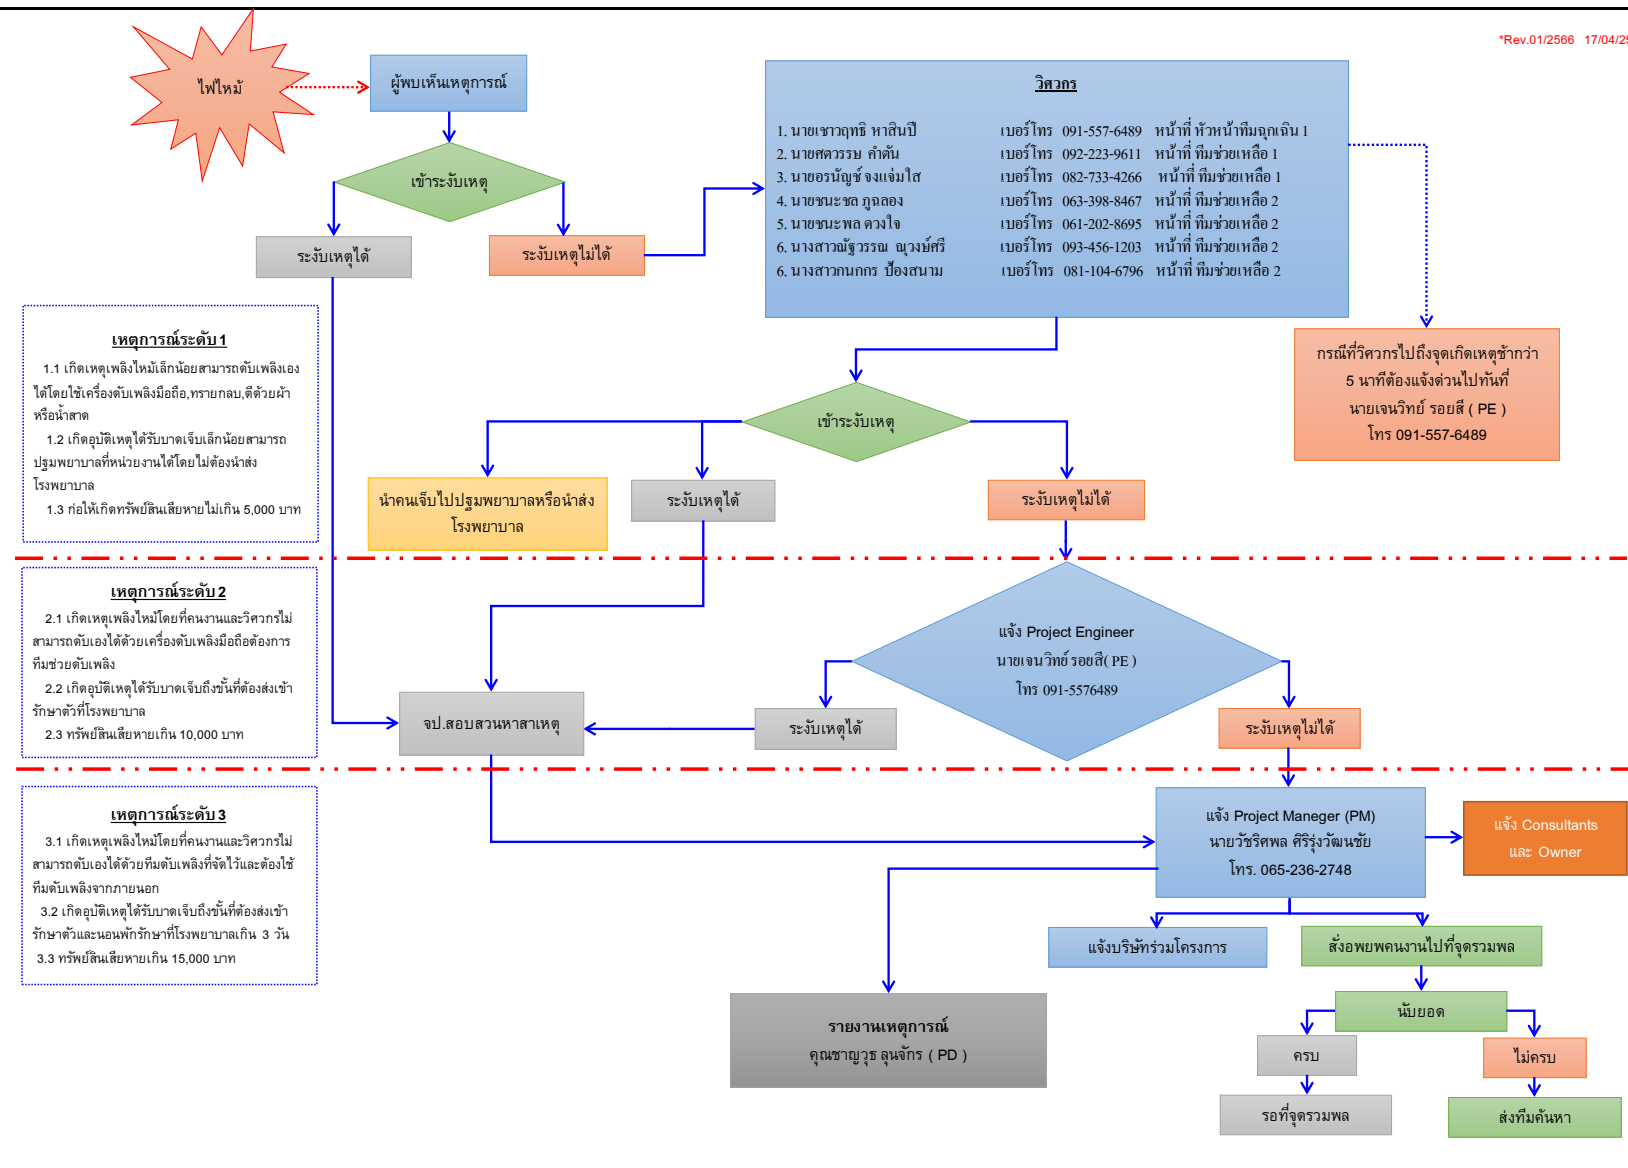 *Rev.01/2566 17/04/25
ไฟไหม้
ผู้พบเห็นเหตุการณ์
เข้าระงับเหตุ
ระงับเหตุได้
ระงับเหตุไม่ได้
วิศวกร
1. นายเชาวฤทธิ หาสินปี เบอร์โทร 091-557-6489 หน้าที่ หัวหน้าทีมฉุกเฉิน 1
2. นายศตวรรษ คำตัน เบอร์โทร 092-223-9611 หน้าที่ ทีมช่วยเหลือ 1
3. นายอรนัญช์ จงแจ่มใส เบอร์โทร 082-733-4266 หน้าที่ ทีมช่วยเหลือ 1
4. นายชนะชล ภูฉลอง เบอร์โทร 063-398-8467 หน้าที่ ทีมช่วยเหลือ 2
5. นายชนะพล ดวงใจ เบอร์โทร 061-202-8695 หน้าที่ ทีมช่วยเหลือ 2
6. นางสาวณัฐวรรณ ณุวงษ์ศรี เบอร์โทร 093-456-1203 หน้าที่ ทีมช่วยเหลือ 2
6. นางสาวกนกกร ป้องสนาม เบอร์โทร 081-104-6796 หน้าที่ ทีมช่วยเหลือ 2
กรณีที่วิศวกรไปถึงจุดเกิดเหตุช้ากว่า
5 นาทีต้องแจ้งด่วนไปทันที่
นายเจนวิทย์ รอยสี ( PE )
โทร 091-557-6489
เหตุการณ์ระดับ 1
1.1 เกิดเหตุเพลิงไหม้เล็กน้อยสามารถดับเพลิงเอง
ได้โดยใช้เครื่องดับเพลิงมือถือ,ทรายกลบ,ตีด้วยผ้า
หรือน้ำสาด
1.2 เกิดอุบัติเหตุได้รับบาดเจ็บเล็กน้อยสามารถ
ปฐมพยาบาลที่หน่วยงานได้โดยไม่ต้องนำส่ง
โรงพยาบาล
1.3 ก่อให้เกิดทรัพย์สินเสียหายไม่เกิน 5,000 บาท
เข้าระงับเหตุ
นำคนเจ็บไปปฐมพยาบาลหรือนำส่ง
โรงพยาบาล
ระงับเหตุได้
ระงับเหตุไม่ได้
เหตุการณ์ระดับ 2
2.1 เกิดเหตุเพลิงไหม้โดยที่คนงานและวิศวกรไม่
สามารถดับเองได้ด้วยเครื่องดับเพลิงมือถือต้องการ
ทีมช่วยดับเพลิง
2.2 เกิดอุบัติเหตุได้รับบาดเจ็บถึงขั้นที่ต้องส่งเข้า
รักษาตัวที่โรงพยาบาล
2.3 ทรัพย์สินเสียหายเกิน 10,000 บาท
แจ้ง Project Engineer
นายเจนวิทย์ รอยสี( PE )
โทร 091-5576489
จป.สอบสวนหาสาเหตุ
ระงับเหตุได้
ระงับเหตุไม่ได้
เหตุการณ์ระดับ 3
3.1 เกิดเหตุเพลิงไหม้โดยที่คนงานและวิศวกรไม่
สามารถดับเองได้ด้วยทีมดับเพลิงที่จัดไว้และต้องใช้
ทีมดับเพลิงจากภายนอก
3.2 เกิดอุบัติเหตุได้รับบาดเจ็บถึงขั้นที่ต้องส่งเข้า
รักษาตัวและนอนพักรักษาที่โรงพยาบาลเกิน 3 วัน
3.3 ทรัพย์สินเสียหายเกิน 15,000 บาท
แจ้ง Project Maneger (PM)
นายวัชริศพล ศิริรุ่งวัฒนชัย
โทร. 065-236-2748
แจ้ง Consultants
และ Owner
แจ้งบริษัทร่วมโครงการ
สั่งอพยพคนงานไปที่จุดรวมพล
นับยอด
รายงานเหตุการณ์
คุณชาญวุธ ลุนจักร ( PD )
ครบ
ไม่ครบ
รอที่จุดรวมพล
ส่งทีมค้นหา